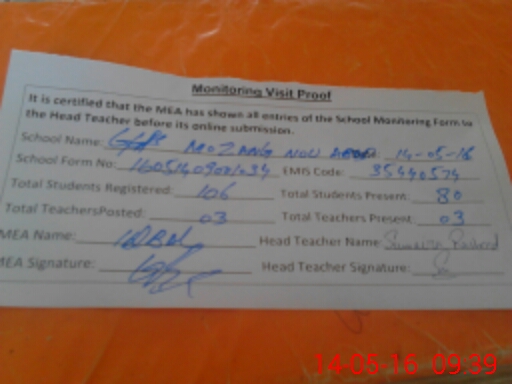 Monitoring Visit Proof
It is certified that the MEA has shown all entries of the School Monitoring Form to
the Head Teacher before its online submission.
School Name: MOZANG NOU 14-05-16
School Form No: EMIS Code: 35440574
Total Students Registered: 106 Total Students Present: 80
Total TeachersPosted: 03 Total Teachers Present 03
MEA Name: IQBAL Head Teacher Name:
MEA Signature: Head Teacher Signature:
14-05-16 09:39